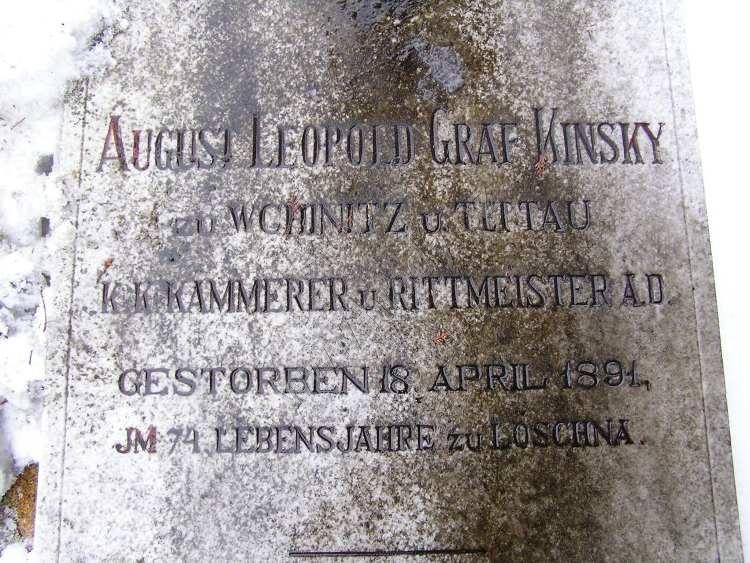 AUGUST LEOPOLD GRAF KINSKY
ZU WCHINITZ U. TETTAU
K. K. KAMMERER U RITTMEISTER A.D.
GESTORBEN 18. APRIL 1891,
JM 74. LEBENSJAHRE ZU LOSCHNA.